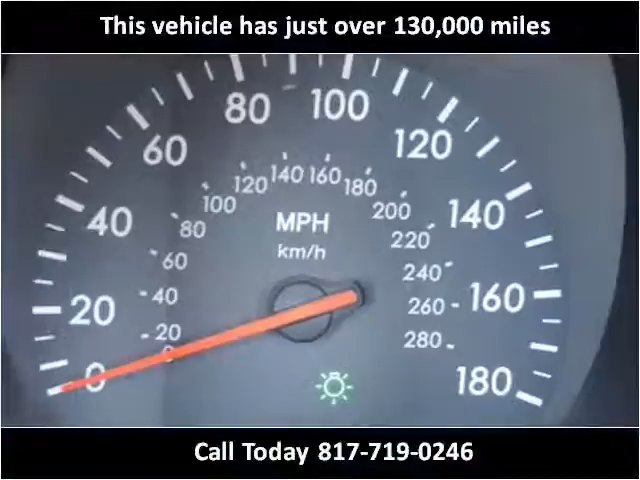 This vehicle has just over 130,000 miles
80 100
60 120
120 140 160 180
40 100 200 140
80 MPH 220
60 km/h 240
40 260 160
20 280
20
0 0 180
Call Today 817-719-0246